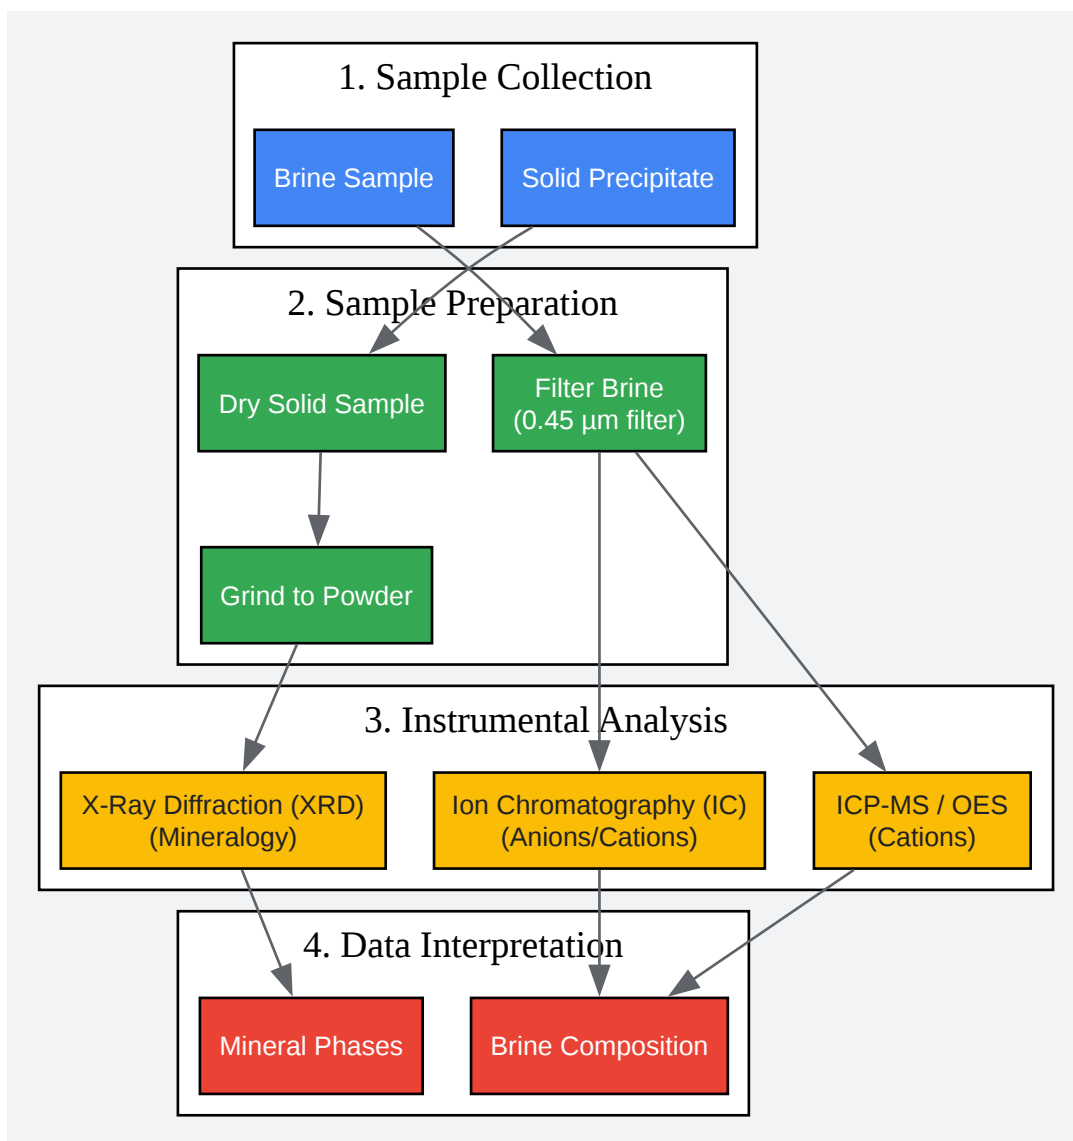 1. Sample Collection
Brine Sample
Solid Precipitate
2. Sample Preparation
Dry Solid Sample
Filter Brine
(0.45 µm filter)
Grind to Powder
3. Instrumental Analysis
X-Ray Diffraction (XRD)
(Mineralogy)
Ion Chromatography (IC)
(Anions/Cations)
ICP-MS / OES
(Cations)
4. Data Interpretation
Mineral Phases
Brine Composition